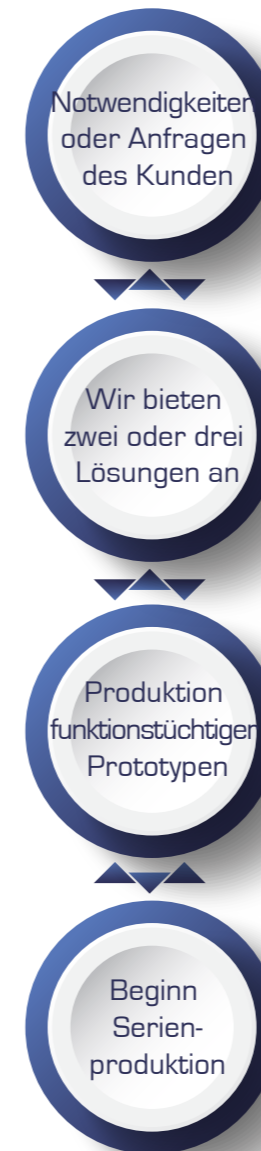 Notwendigkeiten
oder Anfragen
des Kunden
Wir bieten
zwei oder drei
Lösungen an
Produktion
funktionstüchtiger
Prototypen
Beginn
Serien-
produktion